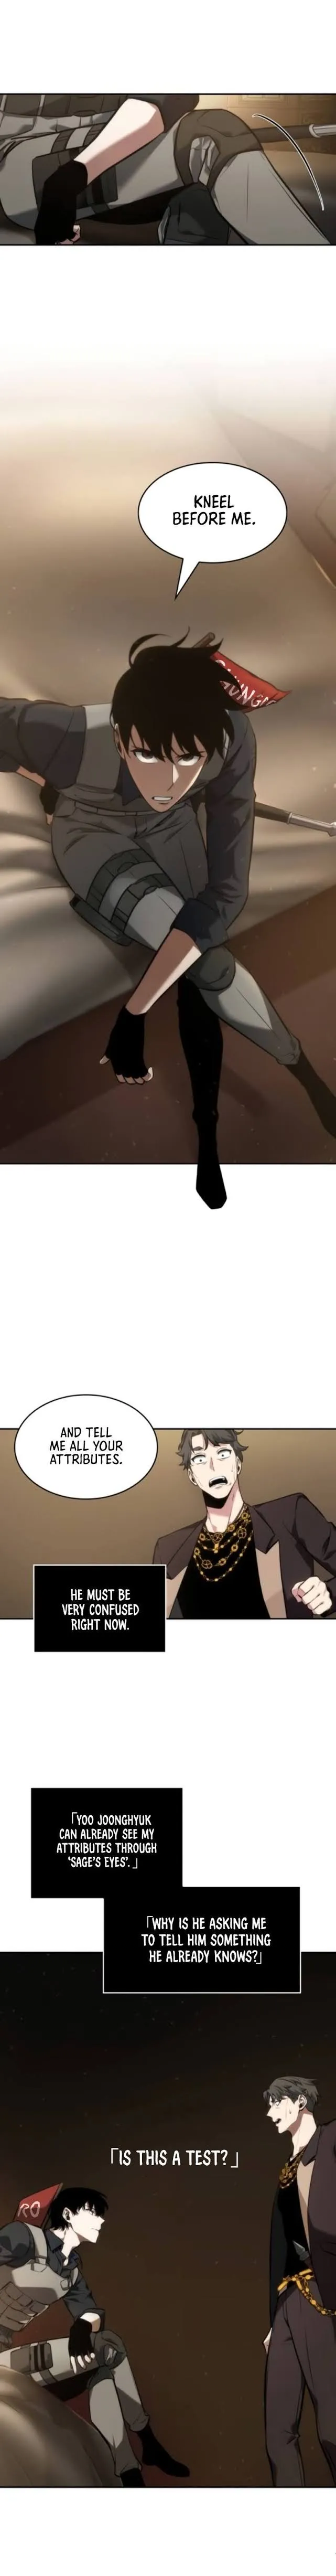 KNEEL
BEFORE ME.
AND TELL
ME ALL YOUR
ATTRIBUTES.
HE MUST BE
VERY CONFUSED
RIGHT NOW.
「YOO JOONGHYUK
CAN ALREADY SEE MY
ATTRIBUTES THROUGH
'SAGE'S EYES'.」
「WHY IS HE ASKING ME
TO TELL HIM SOMETHING
HE ALREADY KNOWS?」
「IS THIS A TEST?」
RO